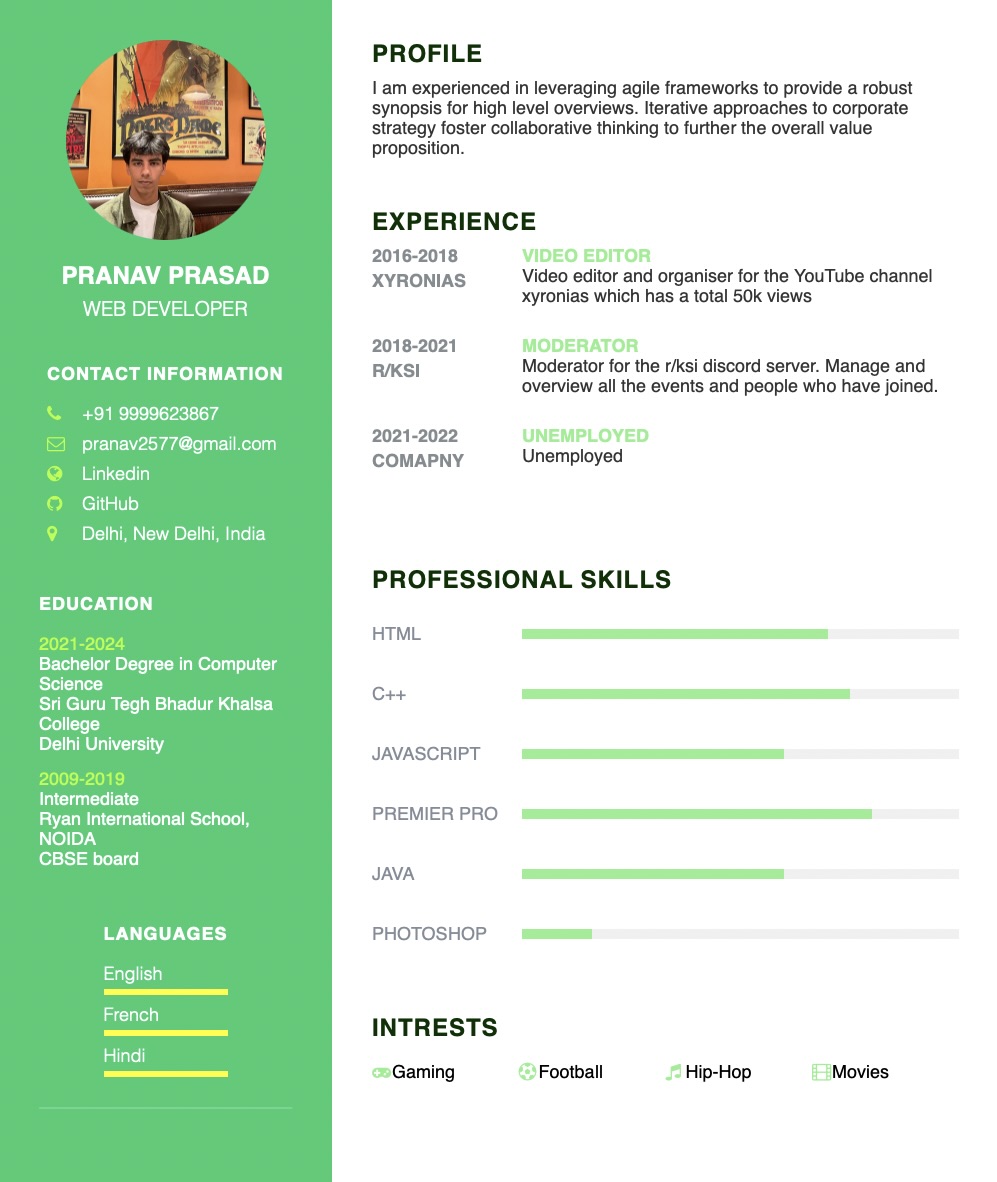 PRANAV PRASAD
WEB DEVELOPER
CONTACT INFORMATION
+91 9999623867
pranav2577@gmail.com
Linkedin
GitHub
Delhi, New Delhi, India
EDUCATION
2021-2024
Bachelor Degree in Computer
Science
Sri Guru Tegh Bhadur Khalsa
College
Delhi University
2009-2019
Intermediate
Ryan International School,
NOIDA
CBSE board
LANGUAGES
English
French
Hindi
PROFILE
I am experienced in leveraging agile frameworks to provide a robust
synopsis for high level overviews. Iterative approaches to corporate
strategy foster collaborative thinking to further the overall value
proposition.
EXPERIENCE
2016-2018
XYRONIAS
VIDEO EDITOR
Video editor and organiser for the YouTube channel
xyronias which has a total 50k views
2018-2021
R/KSI
MODERATOR
Moderator for the r/ksi discord server. Manage and
overview all the events and people who have joined.
2021-2022
COMAPNY
UNEMPLOYED
Unemployed
PROFESSIONAL SKILLS
HTML
C++
JAVASCRIPT
PREMIER PRO
JAVA
PHOTOSHOP
INTRESTS
Gaming
Football
Hip-Hop
Movies